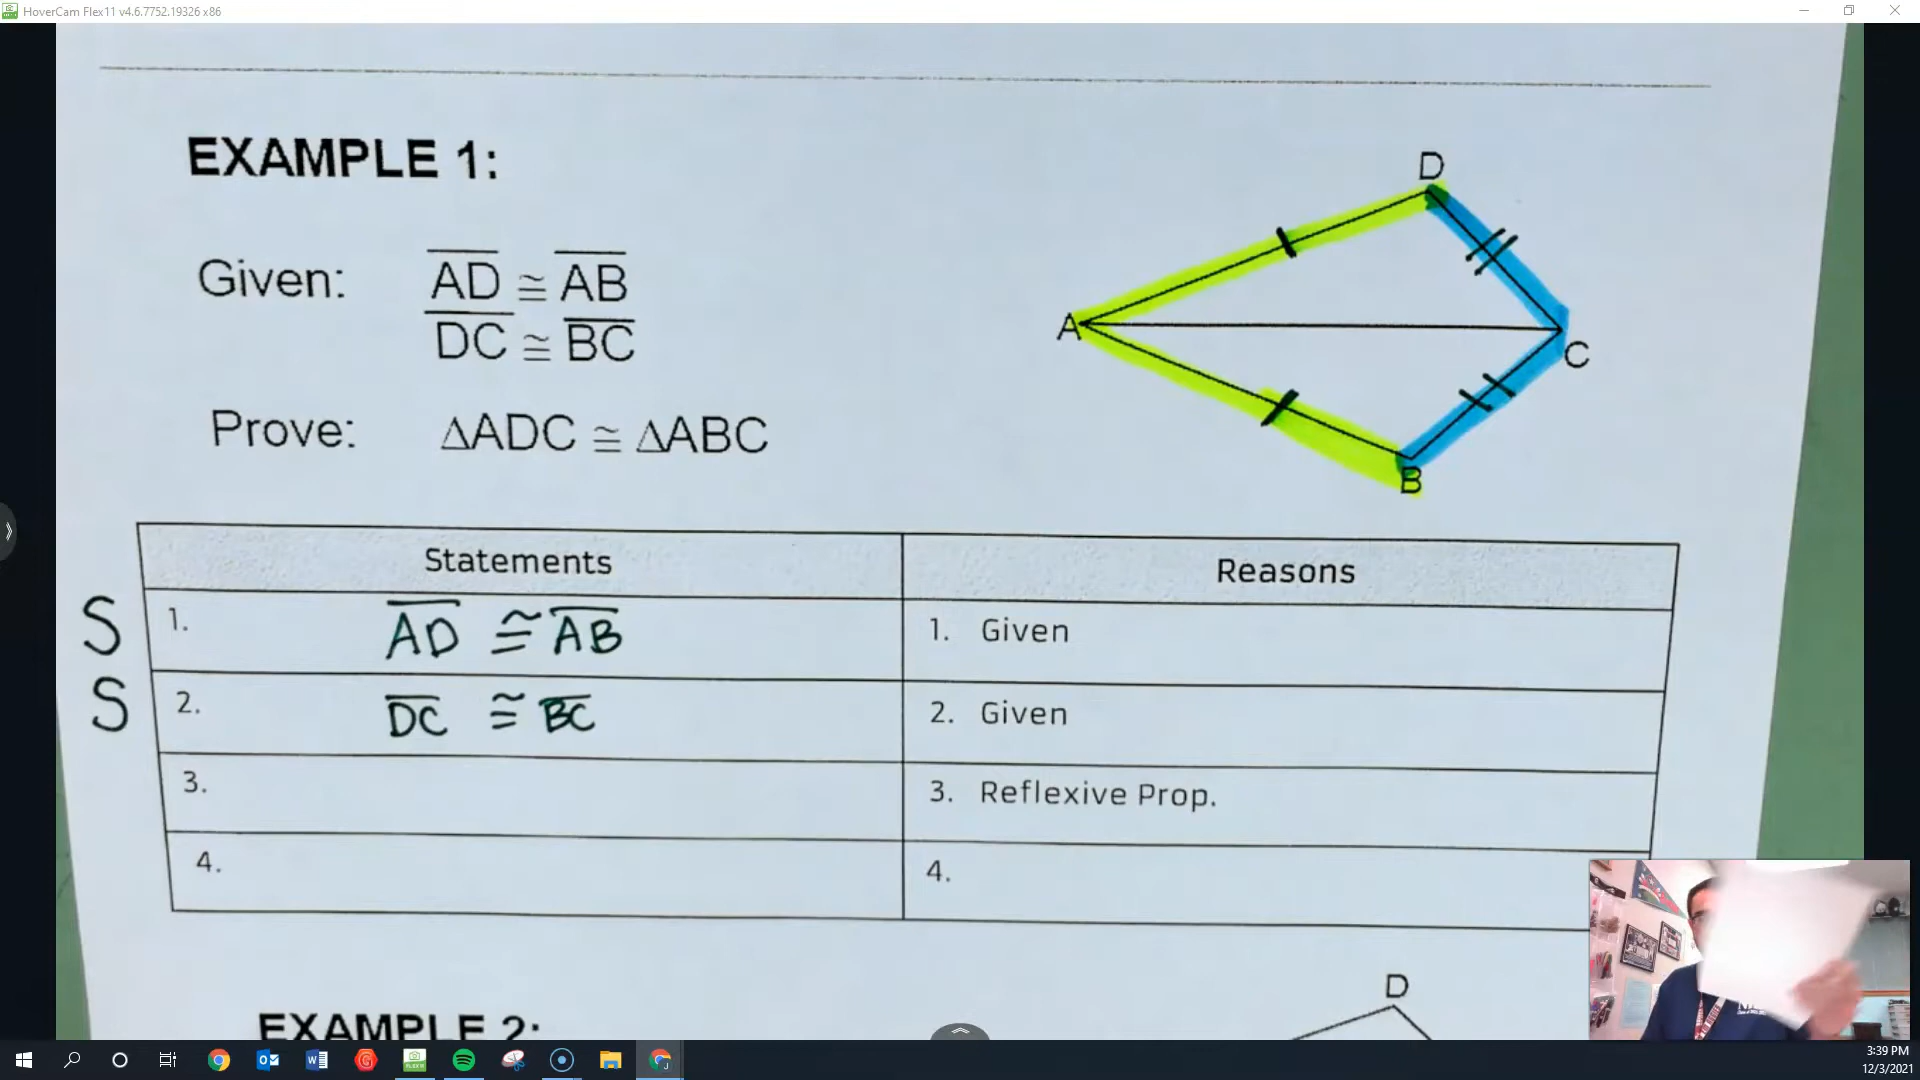 HoverCam Flex11 v4.6.7752.19326 x86
EXAMPLE 1:
Given: AD ≅ AB
DC ≅ BC
Prove: ΔADC ≅ ΔABC
D
A
C
B
Statements Reasons
S 1. AD ≅ AB 1. Given
S 2. DC ≅ BC 2. Given
3. 3. Reflexive Prop.
4. 4.
D
EXAMPLE 2:
3:39 PM
12/3/2021